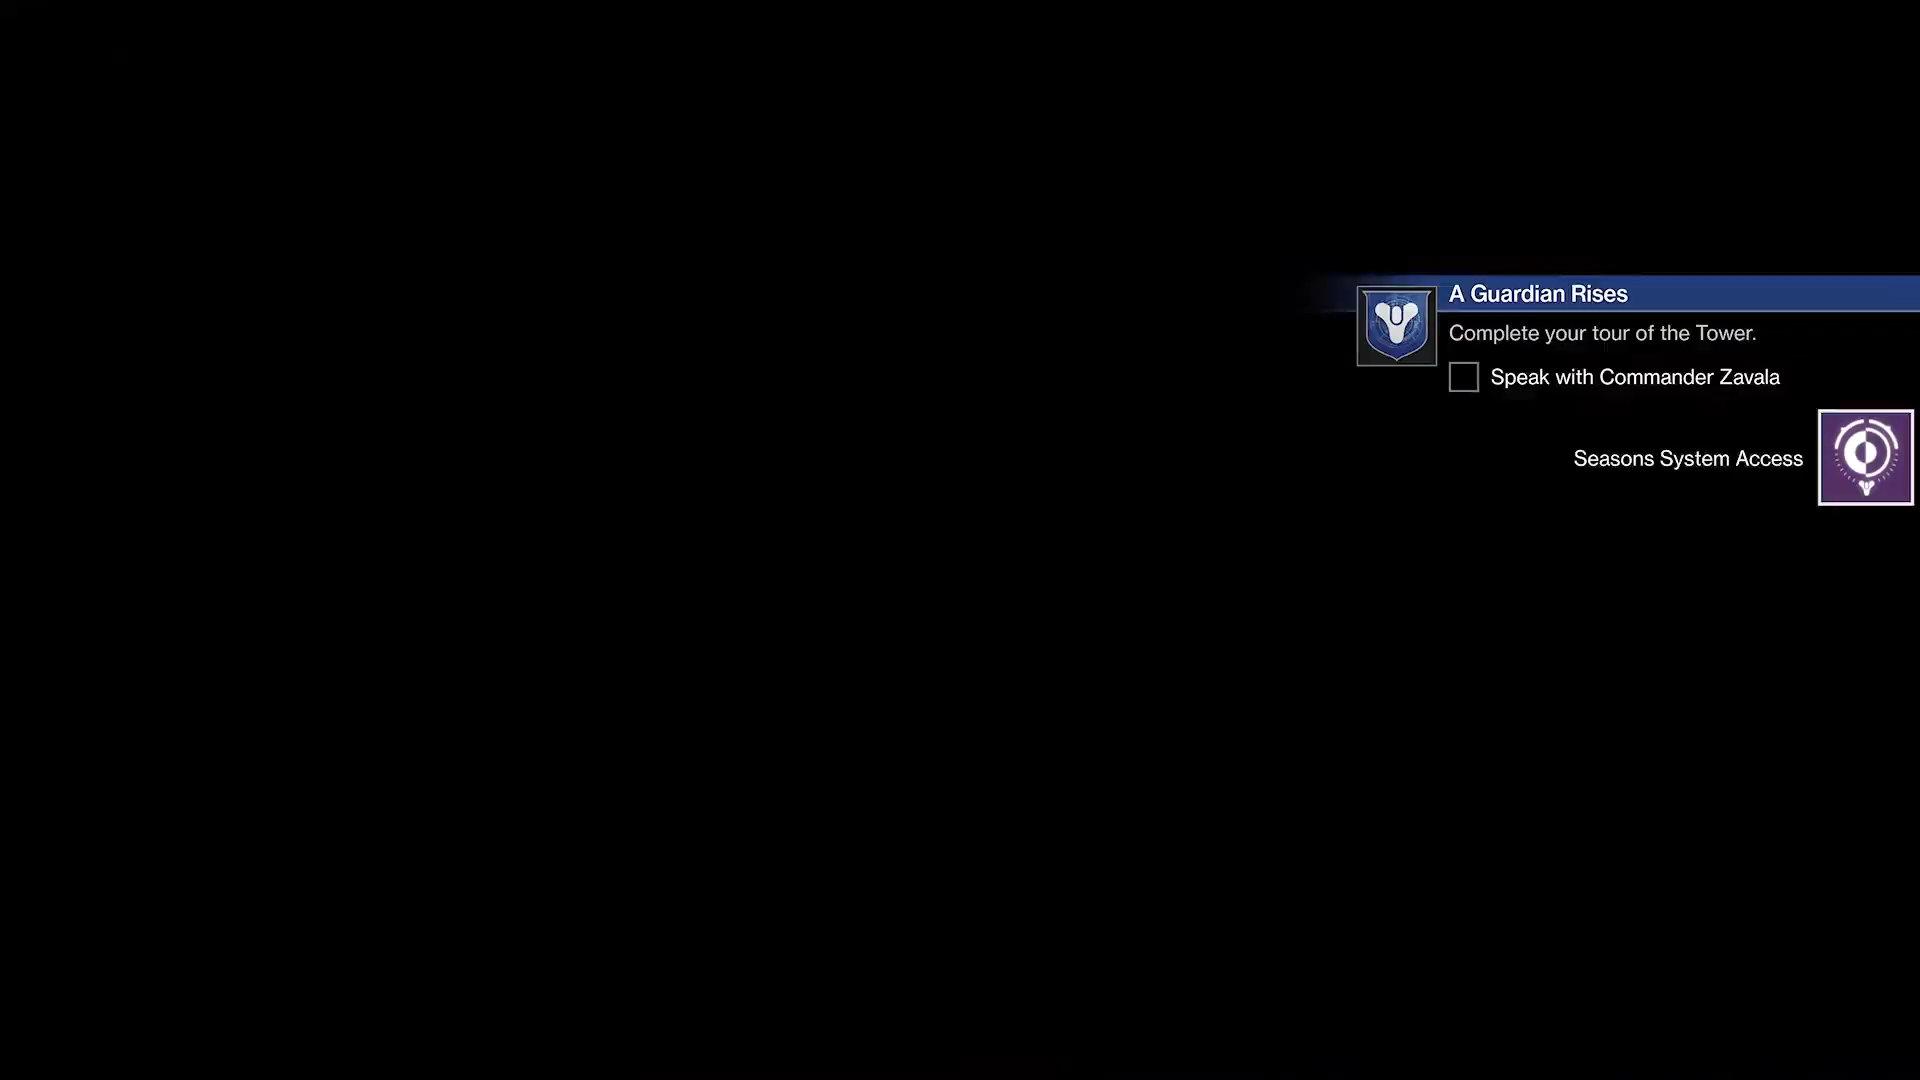 A Guardian Rises
Complete your tour of the Tower.
Speak with Commander Zavala
Seasons System Access